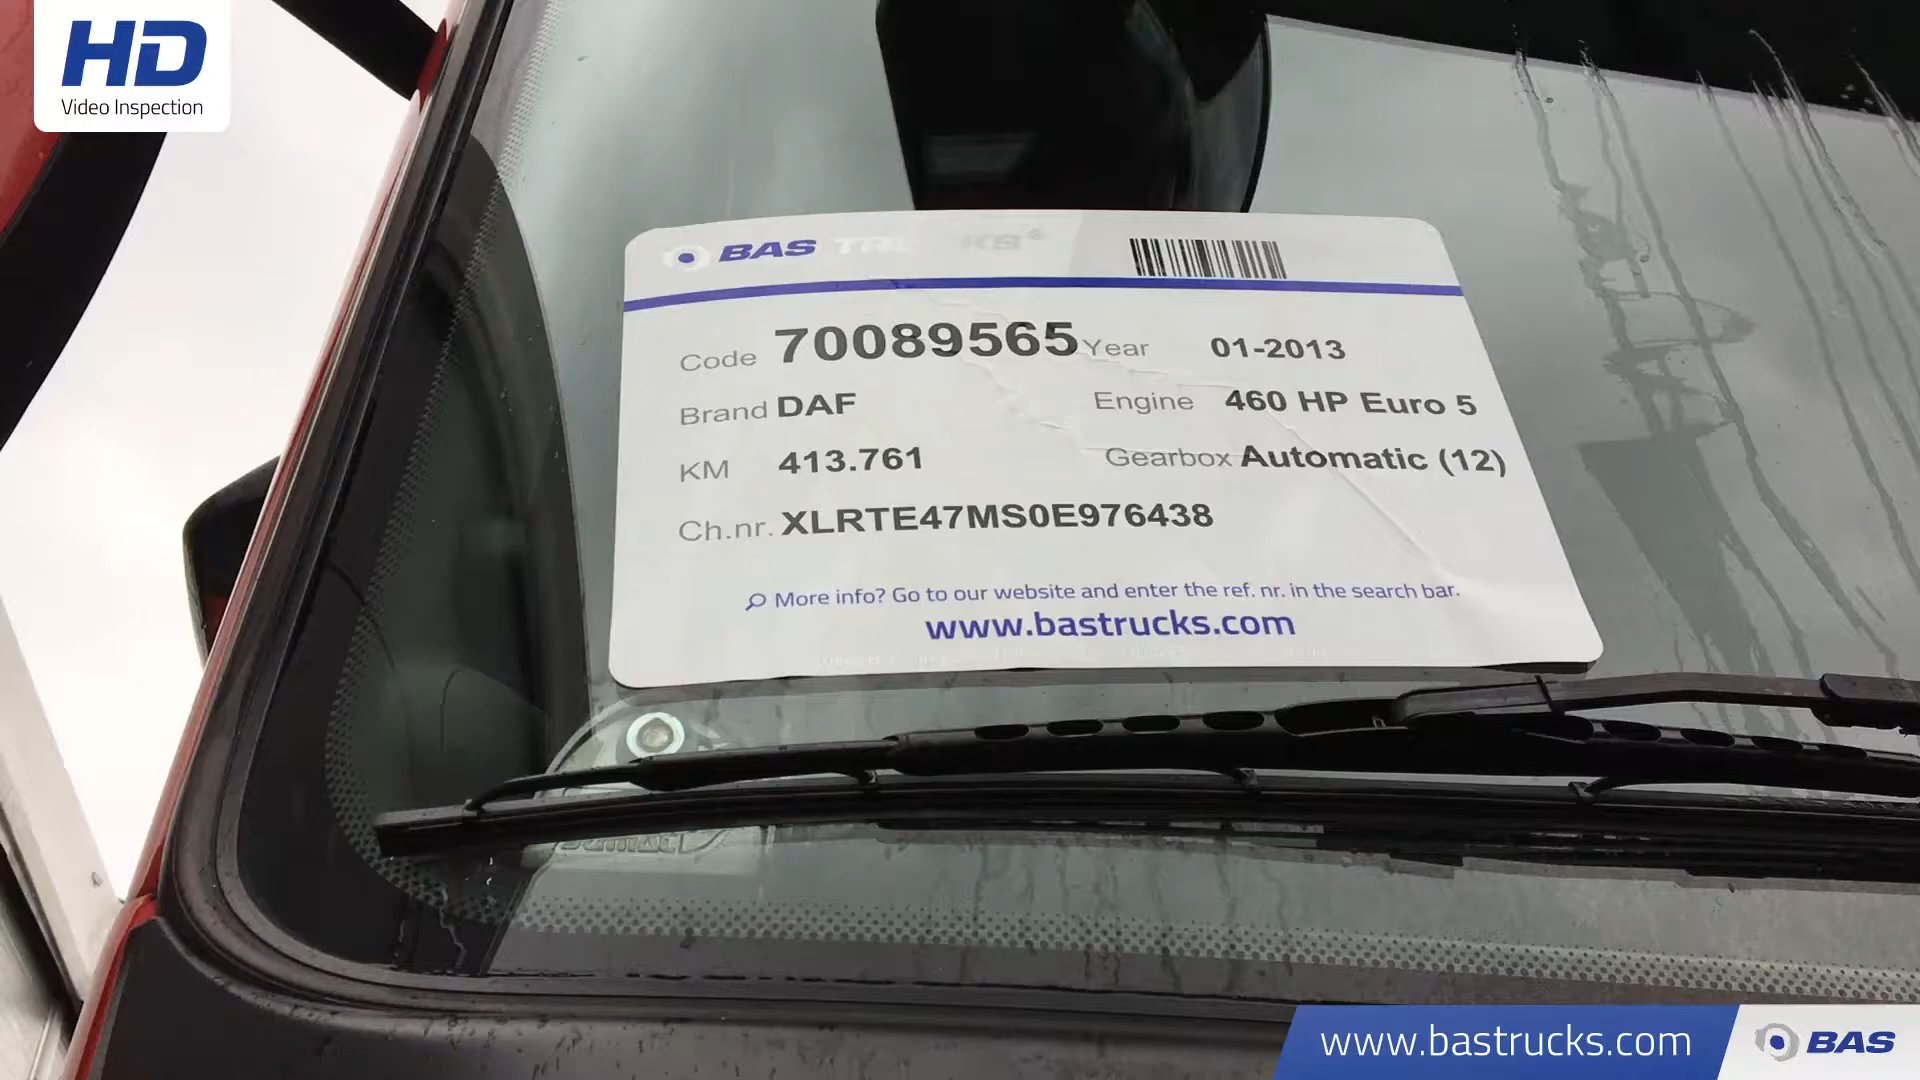 HD
Video Inspection
BAS TR KS®
Code 70089565 Year 01-2013
Brand DAF Engine 460 HP Euro 5
KM 413.761 Gearbox Automatic (12)
Ch.nr. XLRTE47MS0E976438
More info? Go to our website and enter the ref. nr. in the search bar.
www.bastrucks.com
www.bastrucks.com
BAS